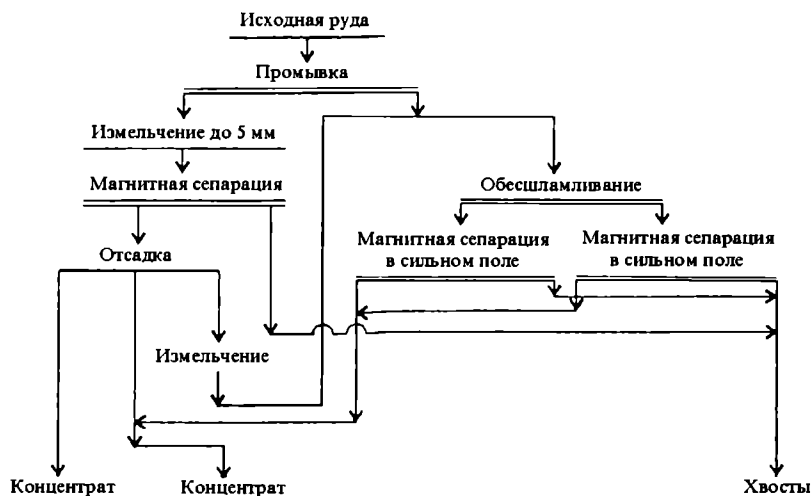 Исходная руда
Промывка
Измельчение до 5 мм
Магнитная сепарация
Обесшламливание
Отсадка
Магнитная сепарация
в сильном поле
Магнитная сепарация
в сильном поле
Измельчение
Концентрат
Концентрат
Хвосты